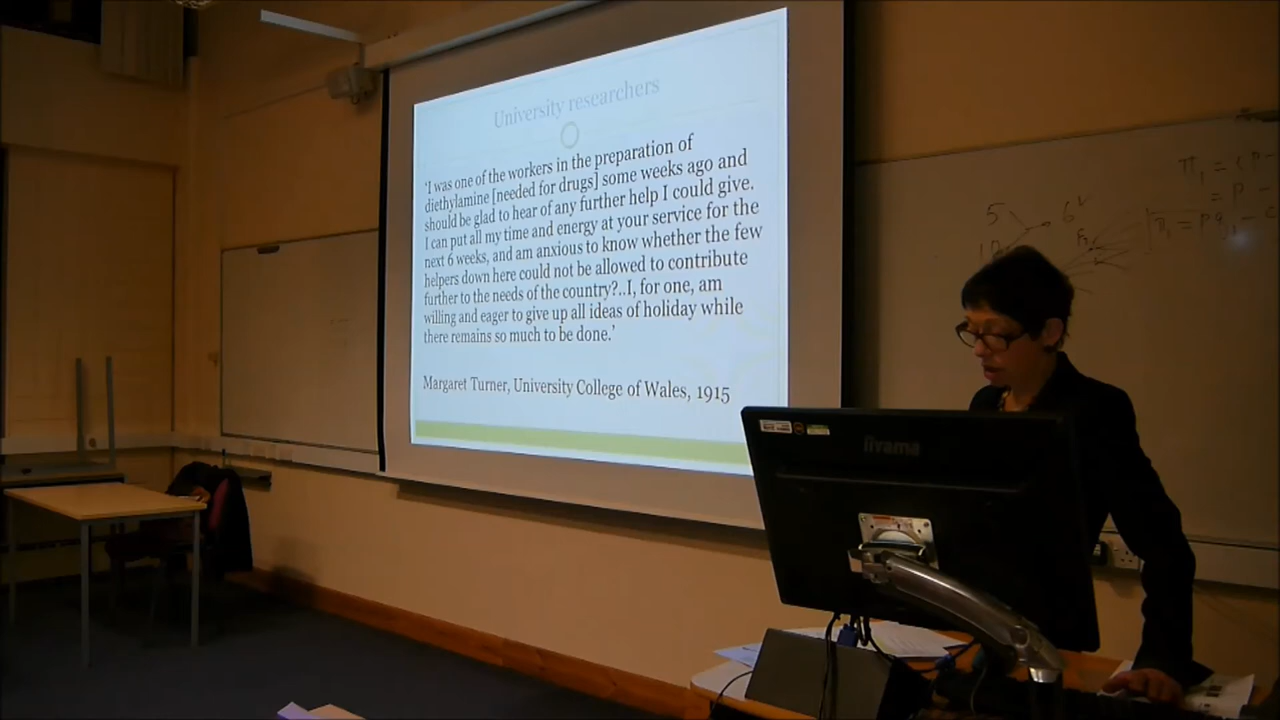 University researchers
'I was one of the workers in the preparation of
diethylamine [needed for drugs] some weeks ago and
should be glad to hear of any further help I could give.
I can put all my time and energy at your service for the
next 6 weeks, and am anxious to know whether the few
helpers down here could not be allowed to contribute
further to the needs of the country?..I, for one, am
willing and eager to give up all ideas of holiday while
there remains so much to be done.'
Margaret Turner, University College of Wales, 1915
iiyama
5
6